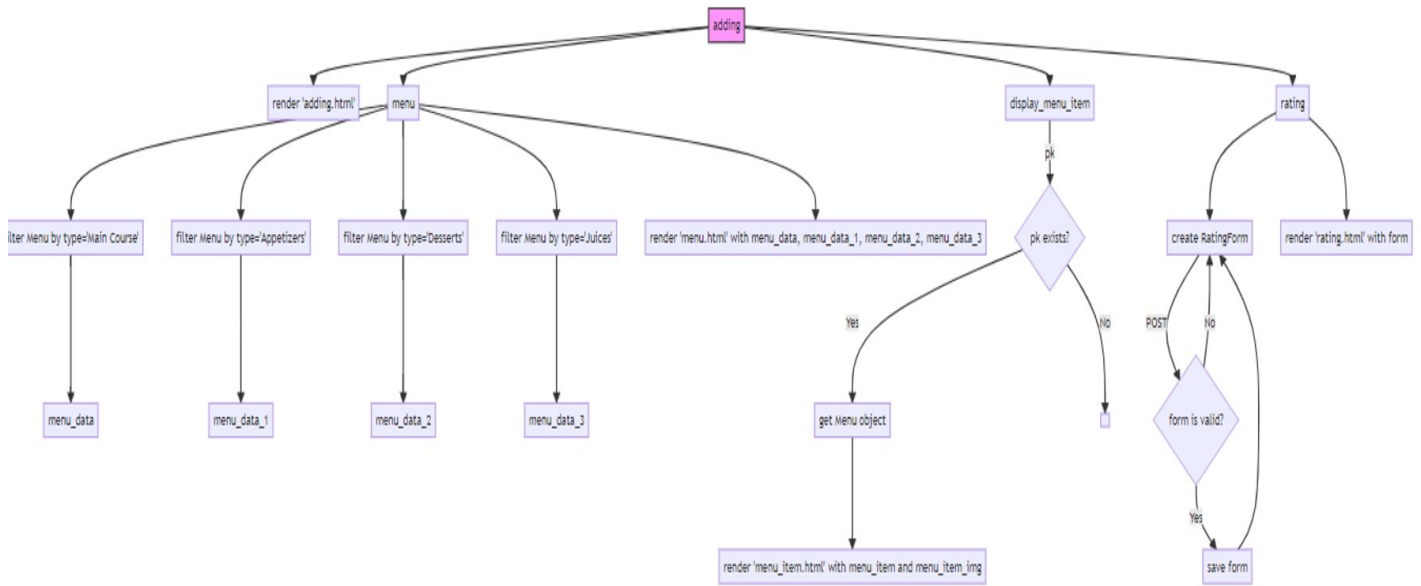 adding
render 'adding.html'
menu
display_menu_item
rating
pk
ilter Menu by type='Main Course'
filter Menu by type='Appetizers'
filter Menu by type='Desserts'
filter Menu by type='Juices'
render 'menu.html' with menu_data, menu_data_1, menu_data_2, menu_data_3
pk exists?
create RatingForm
render 'rating.html' with form
Yes
No
POST
No
menu_data
menu_data_1
menu_data_2
menu_data_3
get Menu object
form is valid?
Yes
render 'menu_item.html' with menu_item and menu_item_img
save form